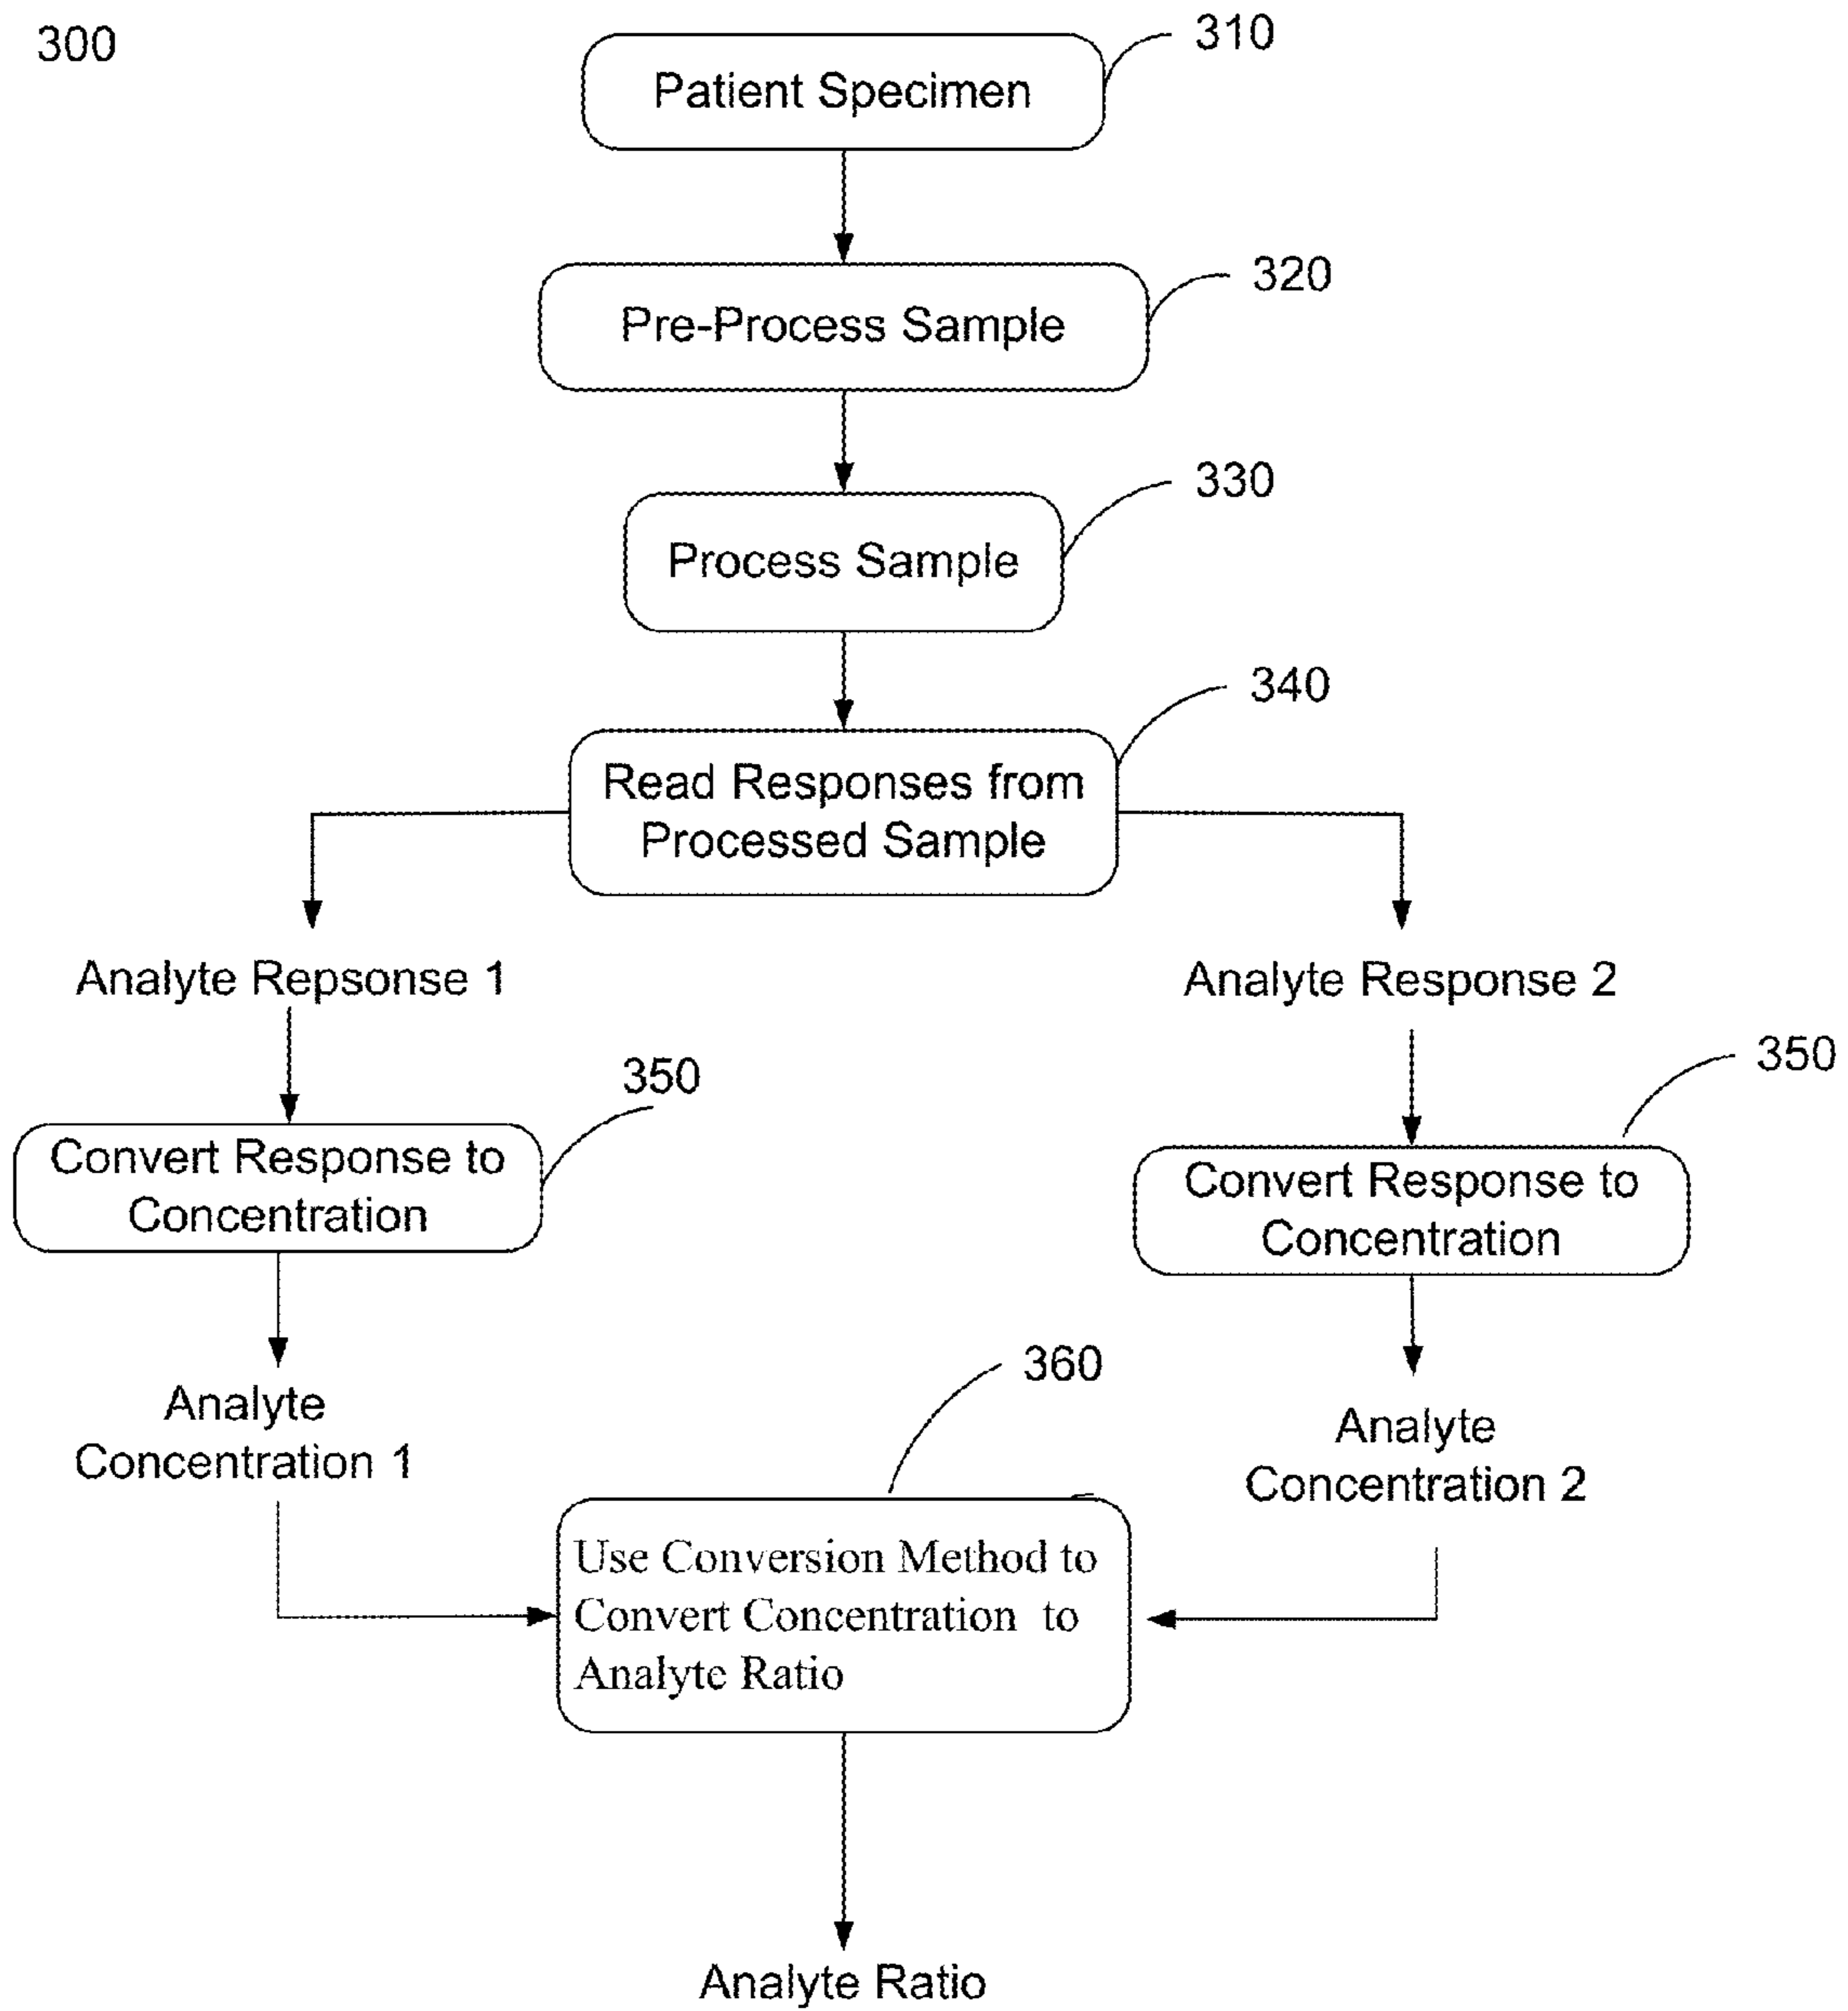 300
310
Patient Specimen
320
Pre-Process Sample
330
Process Sample
340
Read Responses from
Processed Sample
Analyte Repsonse 1
Analyte Response 2
350
350
Convert Response to
Concentration
Convert Response to
Concentration
360
Analyte
Concentration 1
Analyte
Concentration 2
Use Conversion Method to
Convert Concentration to
Analyte Ratio
Analyte Ratio